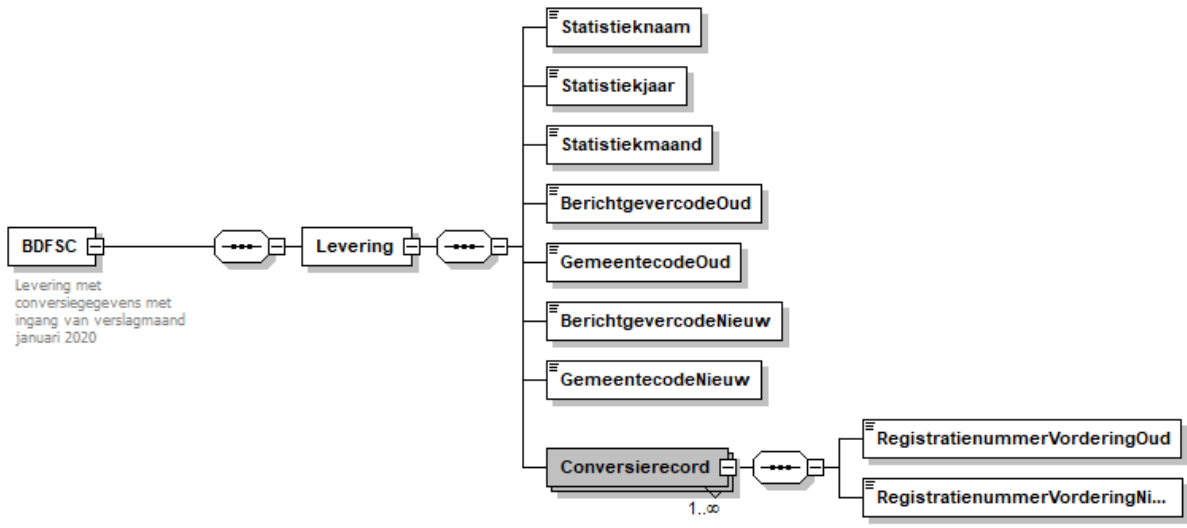 Statistieknaam
Statistiekjaar
Statistiekmaand
BerichtgevercodeOud
BDFSC
Levering
GemeentecodeOud
Levering met
conversiegegevens met
ingang van verslagmaand
januari 2020
BerichtgevercodeNieuw
GemeentecodeNieuw
Conversierecord
1..∞
RegistratienummerVorderingOud
RegistratienummerVorderingNi...